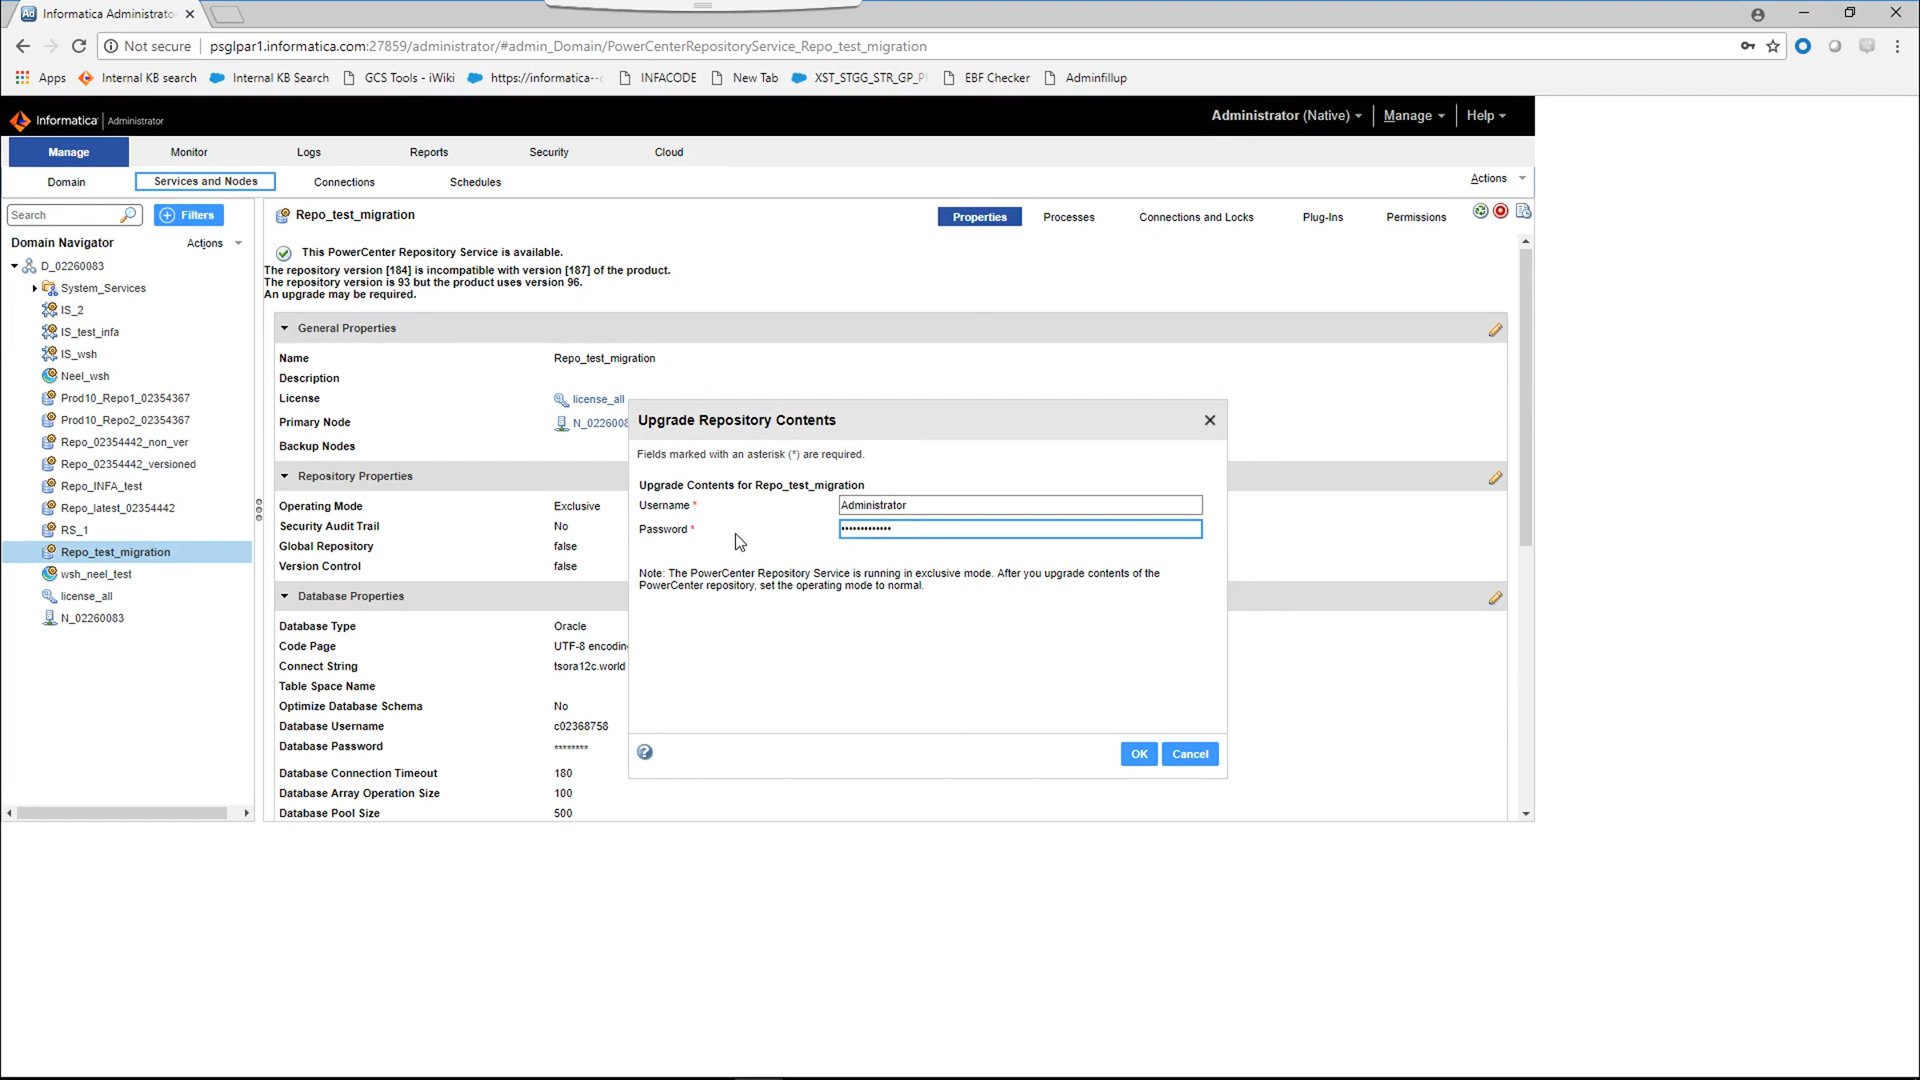 Informatica Administrato
Not secure
psglpar1.informatica.com:27859/administrator/#admin_Domain/PowerCenterRepositoryService_Repo_test_migration
Apps
Internal KB search
Internal KB Search
GCS Tools - iWiki
https://informatica--
INFACODE
New Tab
XST_STGG_STR_GP_P
EBF Checker
Adminfillup
Informatica Administrator
Administrator (Native)
Manage
Help
Manage
Monitor
Logs
Reports
Security
Cloud
Domain
Services and Nodes
Connections
Schedules
Actions
Search
Filters
Domain Navigator
Actions
D_02260083
System_Services
IS_2
IS_test_infa
IS_wsh
Neel_wsh
Prod10_Repo1_02354367
Prod10_Repo2_02354367
Repo_02354442_non_ver
Repo_02354442_versioned
Repo_INFA_test
Repo_latest_02354442
RS_1
Repo_test_migration
wsh_neel_test
license_all
N_02260083
Repo_test_migration
Properties
Processes
Connections and Locks
Plug-Ins
Permissions
This PowerCenter Repository Service is available.
The repository version [184] is incompatible with version [187] of the product.
The repository version is 93 but the product uses version 96.
An upgrade may be required.
General Properties
Name Repo_test_migration
Description
License license_all
Primary Node N_0226008
Backup Nodes
Repository Properties
Operating Mode Exclusive
Security Audit Trail No
Global Repository false
Version Control false
Database Properties
Database Type Oracle
Code Page UTF-8 encodin
Connect String tsora12c.world
Table Space Name
Optimize Database Schema No
Database Username c02368758
Database Password ********
Database Connection Timeout 180
Database Array Operation Size 100
Database Pool Size 500
Upgrade Repository Contents
Fields marked with an asterisk (*) are required.
Upgrade Contents for Repo_test_migration
Username * Administrator
Password * •••••••••••••
Note: The PowerCenter Repository Service is running in exclusive mode. After you upgrade contents of the
PowerCenter repository, set the operating mode to normal.
OK
Cancel